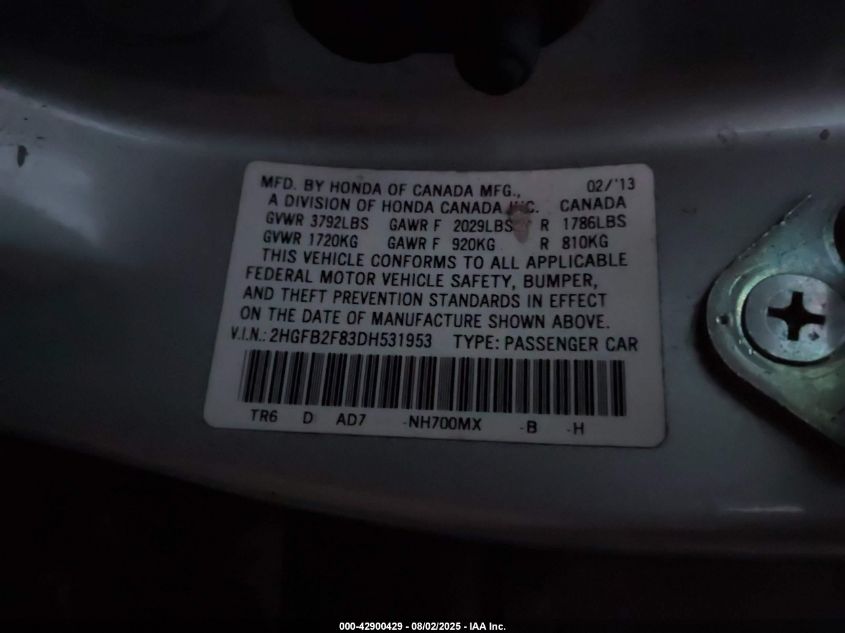 MFD. BY HONDA OF CANADA MFG., 02/'13
A DIVISION OF HONDA CANADA INC. CANADA
GVWR 3792LBS GAWR F 2029LBS R 1786LBS
GVWR 1720KG GAWR F 920KG R 810KG
THIS VEHICLE CONFORMS TO ALL APPLICABLE
FEDERAL MOTOR VEHICLE SAFETY, BUMPER,
AND THEFT PREVENTION STANDARDS IN EFFECT
ON THE DATE OF MANUFACTURE SHOWN ABOVE.
V.I.N.: 2HGFB2F83DH531953 TYPE: PASSENGER CAR
TR6 D AD7 -NH700MX -B -H
000-42900429 - 08/02/2025 - IAA Inc.